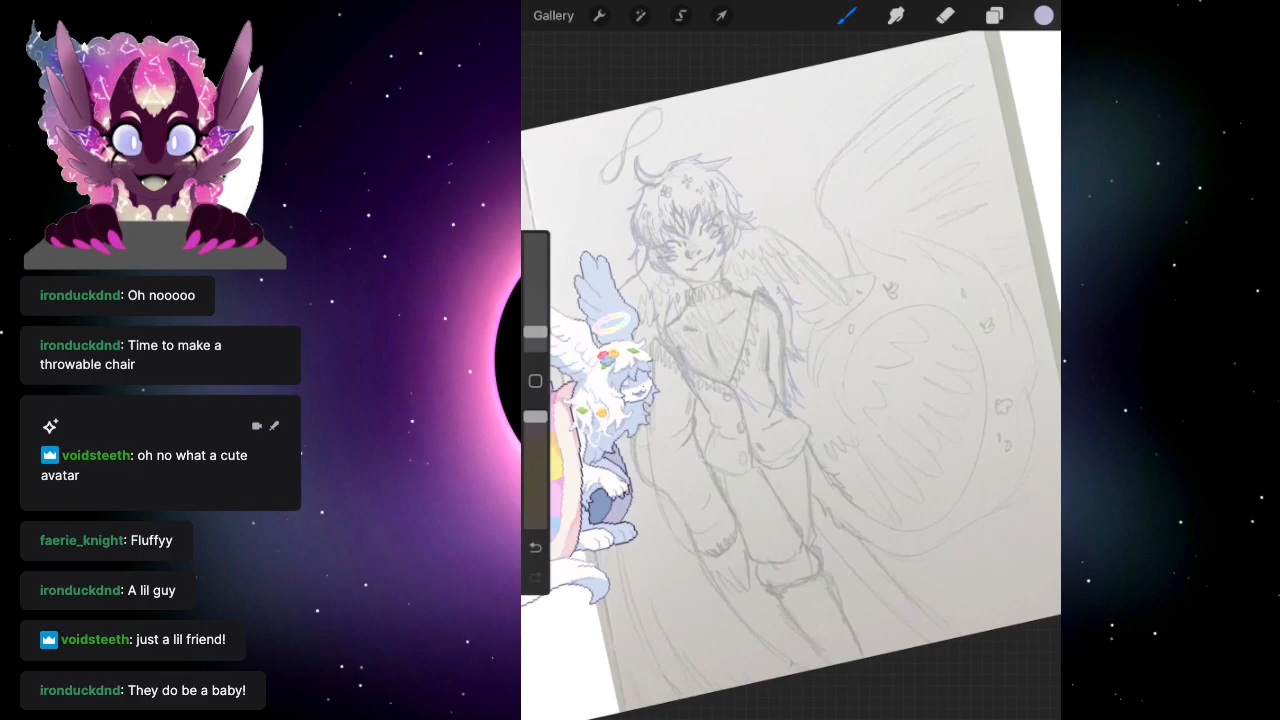 Gallery
ironduckdnd: Oh nooooo
ironduckdnd: Time to make a
throwable chair
voidsteeth: oh no what a cute
avatar
faerie_knight: Fluffyy
ironduckdnd: A lil guy
voidsteeth: just a lil friend!
ironduckdnd: They do be a baby!